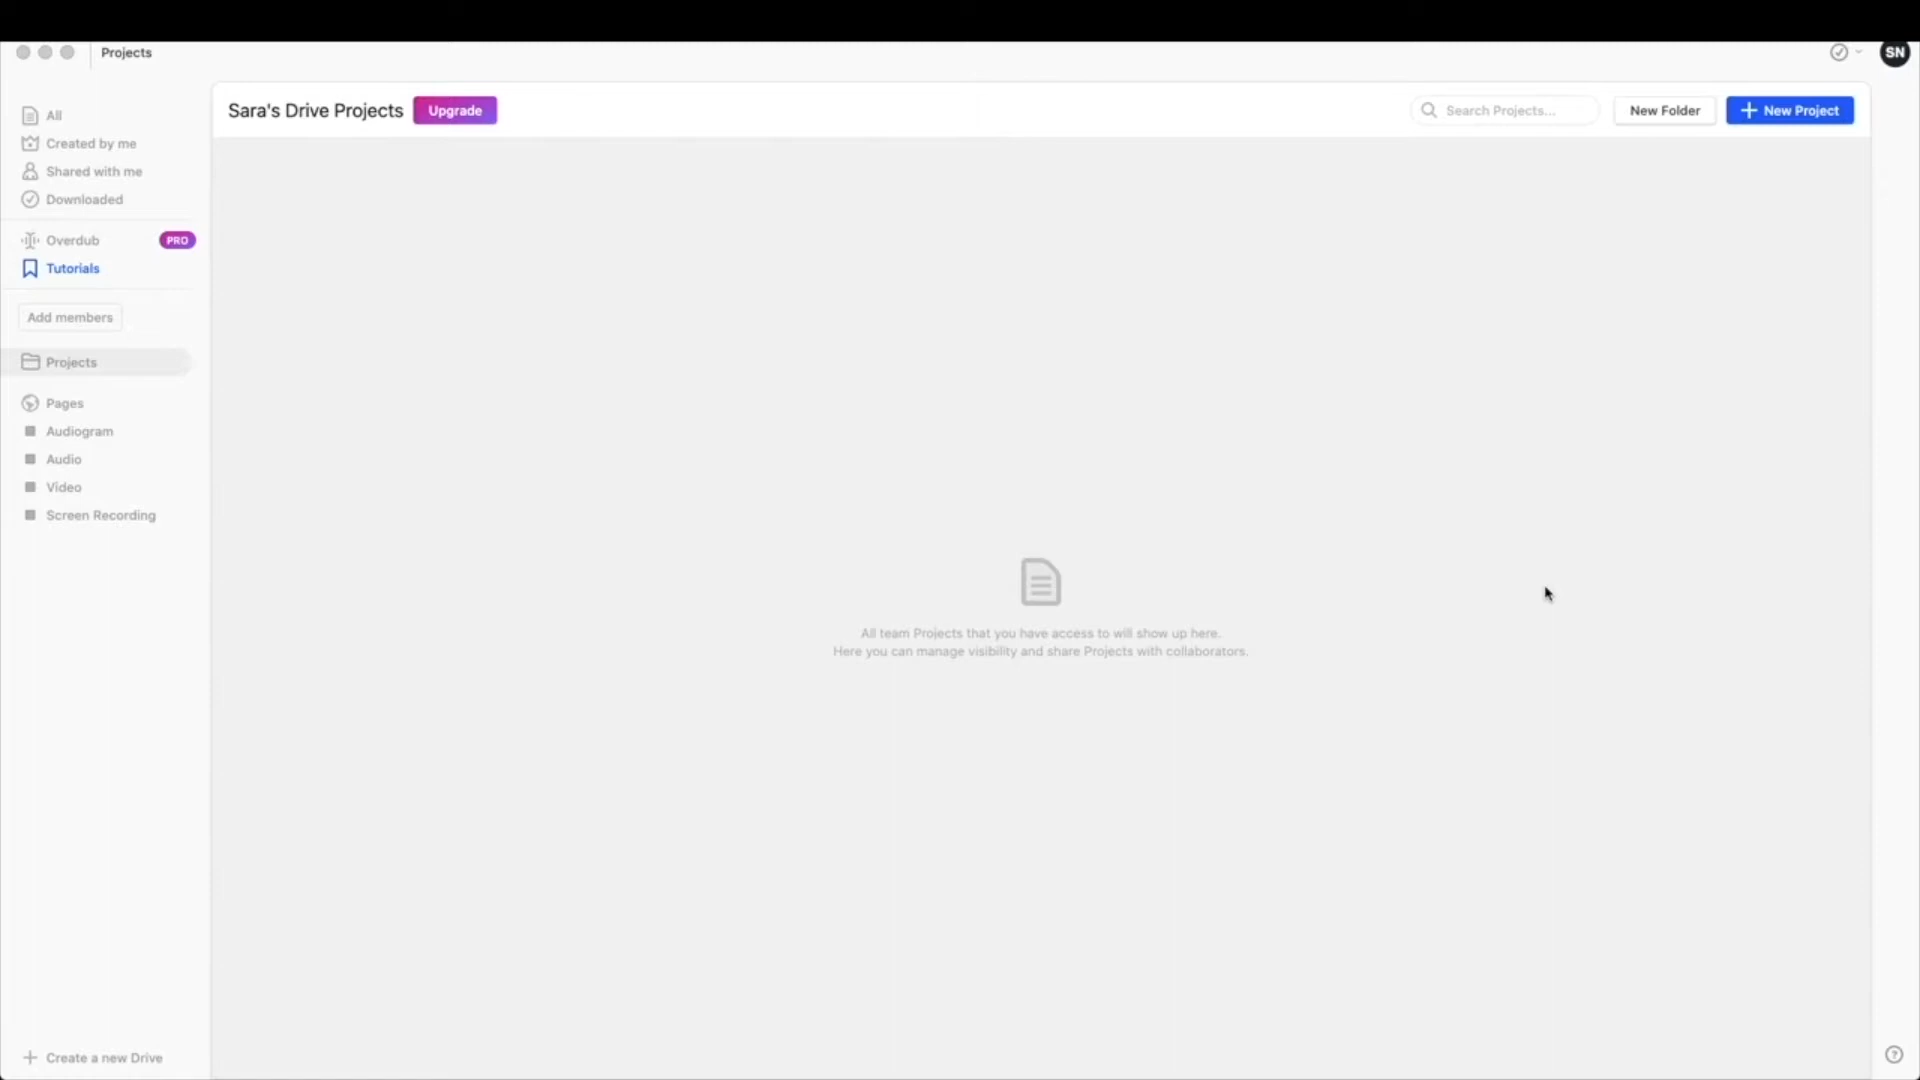 Projects
SN
Sara's Drive Projects
Upgrade
Search Projects...
New Folder
+ New Project
All
Created by me
Shared with me
Downloaded
Overdub
PRO
Tutorials
Add members
Projects
Pages
Audiogram
Audio
Video
Screen Recording
All team Projects that you have access to will show up here.
Here you can manage visibility and share Projects with collaborators.
+ Create a new Drive
?